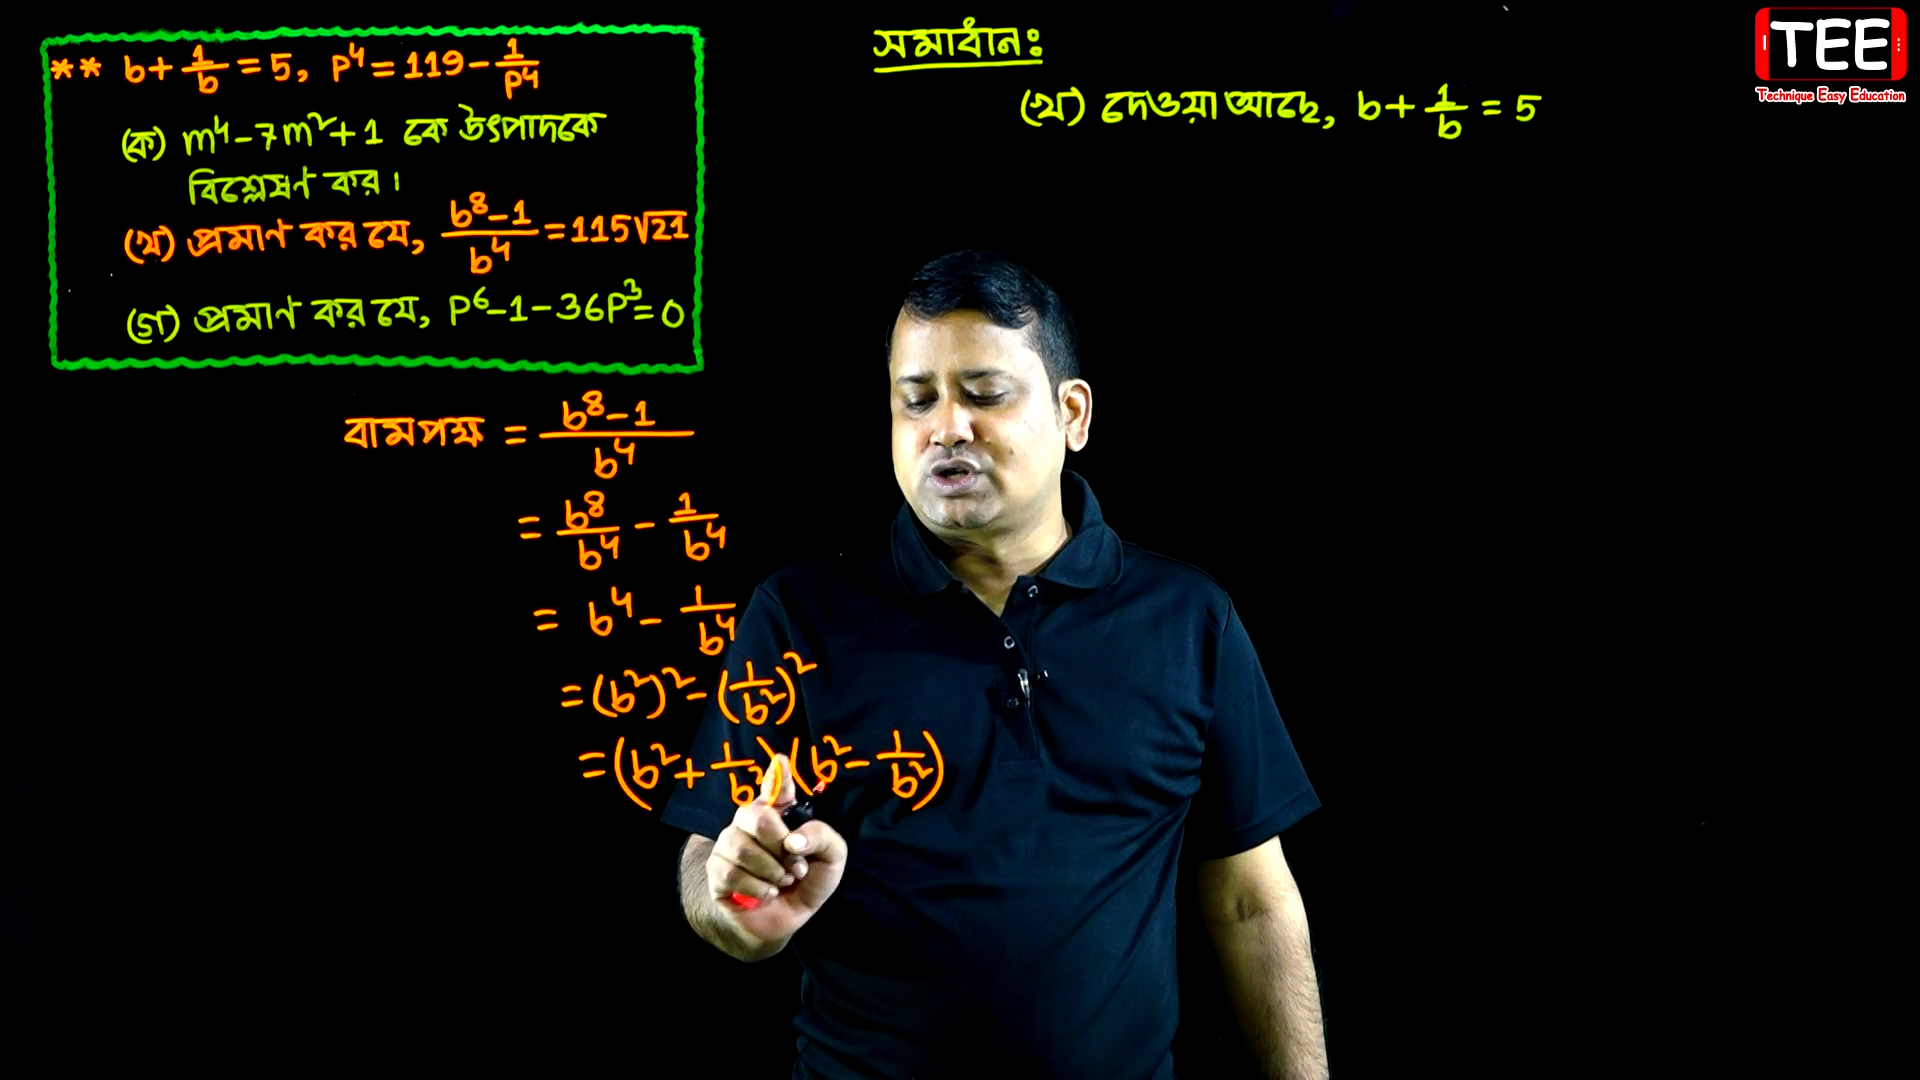 ** b + 1/b = 5, P⁴ = 119 - 1/P⁴
(ক) m⁴ - 7m² + 1 কে উৎপাদকে
বিশ্লেষণ কর।
(খ) প্রমাণ কর যে, (b⁸ - 1)/b⁴ = 115√21
(গ) প্রমাণ কর যে, P⁶ - 1 - 36P³ = 0
বামপক্ষ = (b⁸ - 1)/b⁴
= b⁸/b⁴ - 1/b⁴
= b⁴ - 1/b⁴
= (b²)² - (1/b²)²
= (b² + 1/b²)(b² - 1/b²)
সমাধান:
(খ) দেওয়া আছে, b + 1/b = 5
TEE
Technique Easy Education